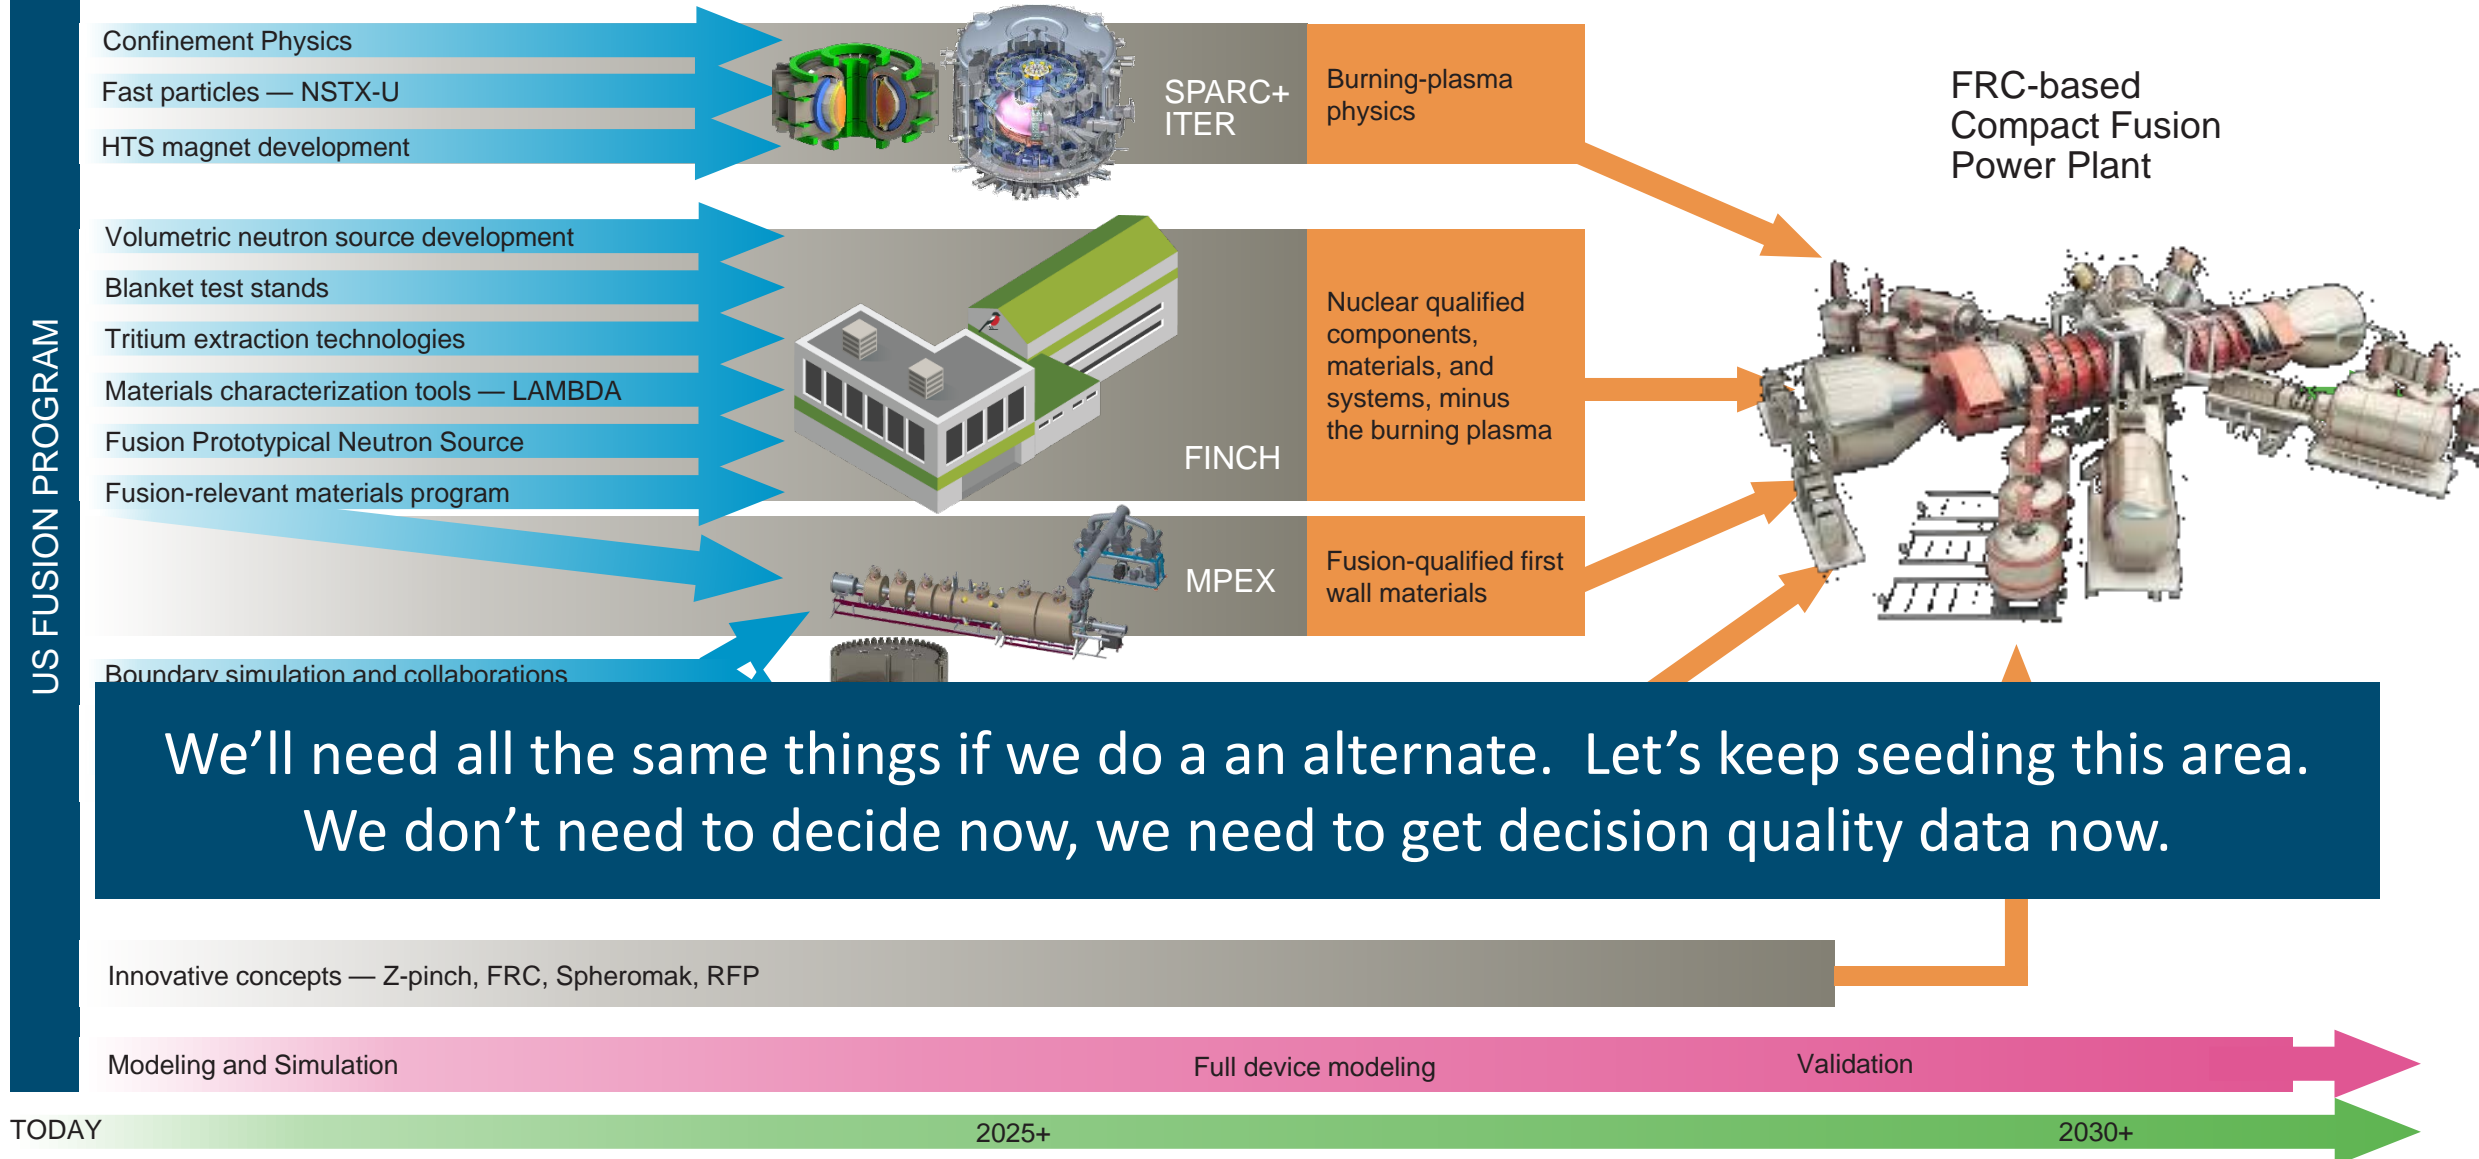 US FUSION PROGRAM
Confinement Physics
Fast particles — NSTX-U
HTS magnet development
SPARC+
ITER
Burning-plasma
physics
FRC-based
Compact Fusion
Power Plant
Volumetric neutron source development
Blanket test stands
Tritium extraction technologies
Materials characterization tools — LAMBDA
Fusion Prototypical Neutron Source
Fusion-relevant materials program
FINCH
Nuclear qualified
components,
materials, and
systems, minus
the burning plasma
MPEX
Fusion-qualified first
wall materials
Boundary simulation and collaborations
We’ll need all the same things if we do a an alternate.  Let’s keep seeding this area.
We don’t need to decide now, we need to get decision quality data now.
Innovative concepts — Z-pinch, FRC, Spheromak, RFP
Modeling and Simulation
Full device modeling
Validation
TODAY
2025+
2030+